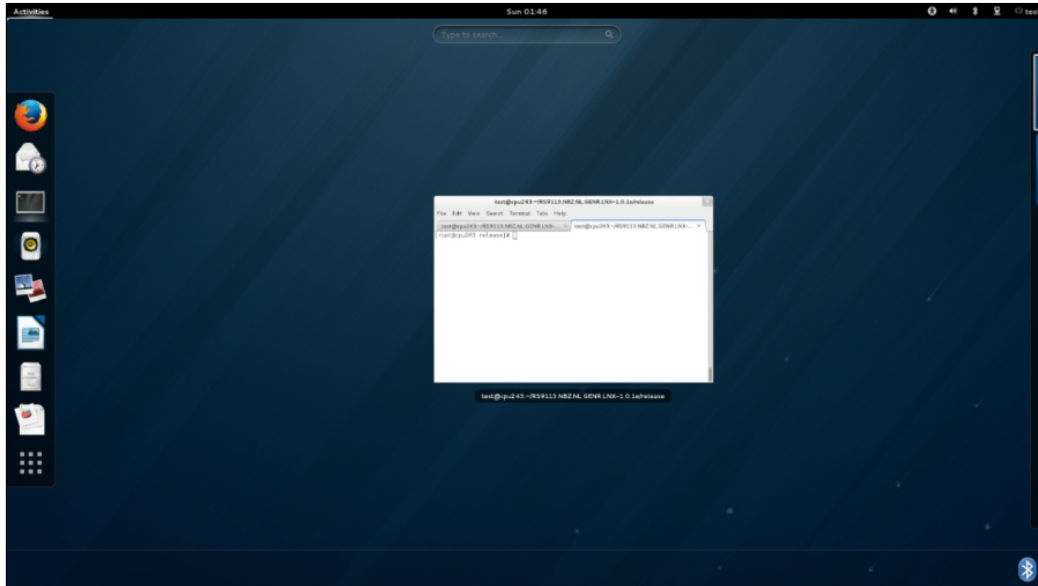 Activities
Sun 01:46
test
Type to search...
test@cpu243:~/RS9113.NBZ.NL.GENR.LNX-1.0.1a/release
File Edit View Search Terminal Tabs Help
test@cpu243:~/RS9113.NBZ.NL.GENR.LNX-...
test@cpu243:~/RS9113.NBZ.NL.GENR.LNX-...
[root@cpu243 release]#
test@cpu243:~/RS9113.NBZ.NL.GENR.LNX-1.0.1a/release